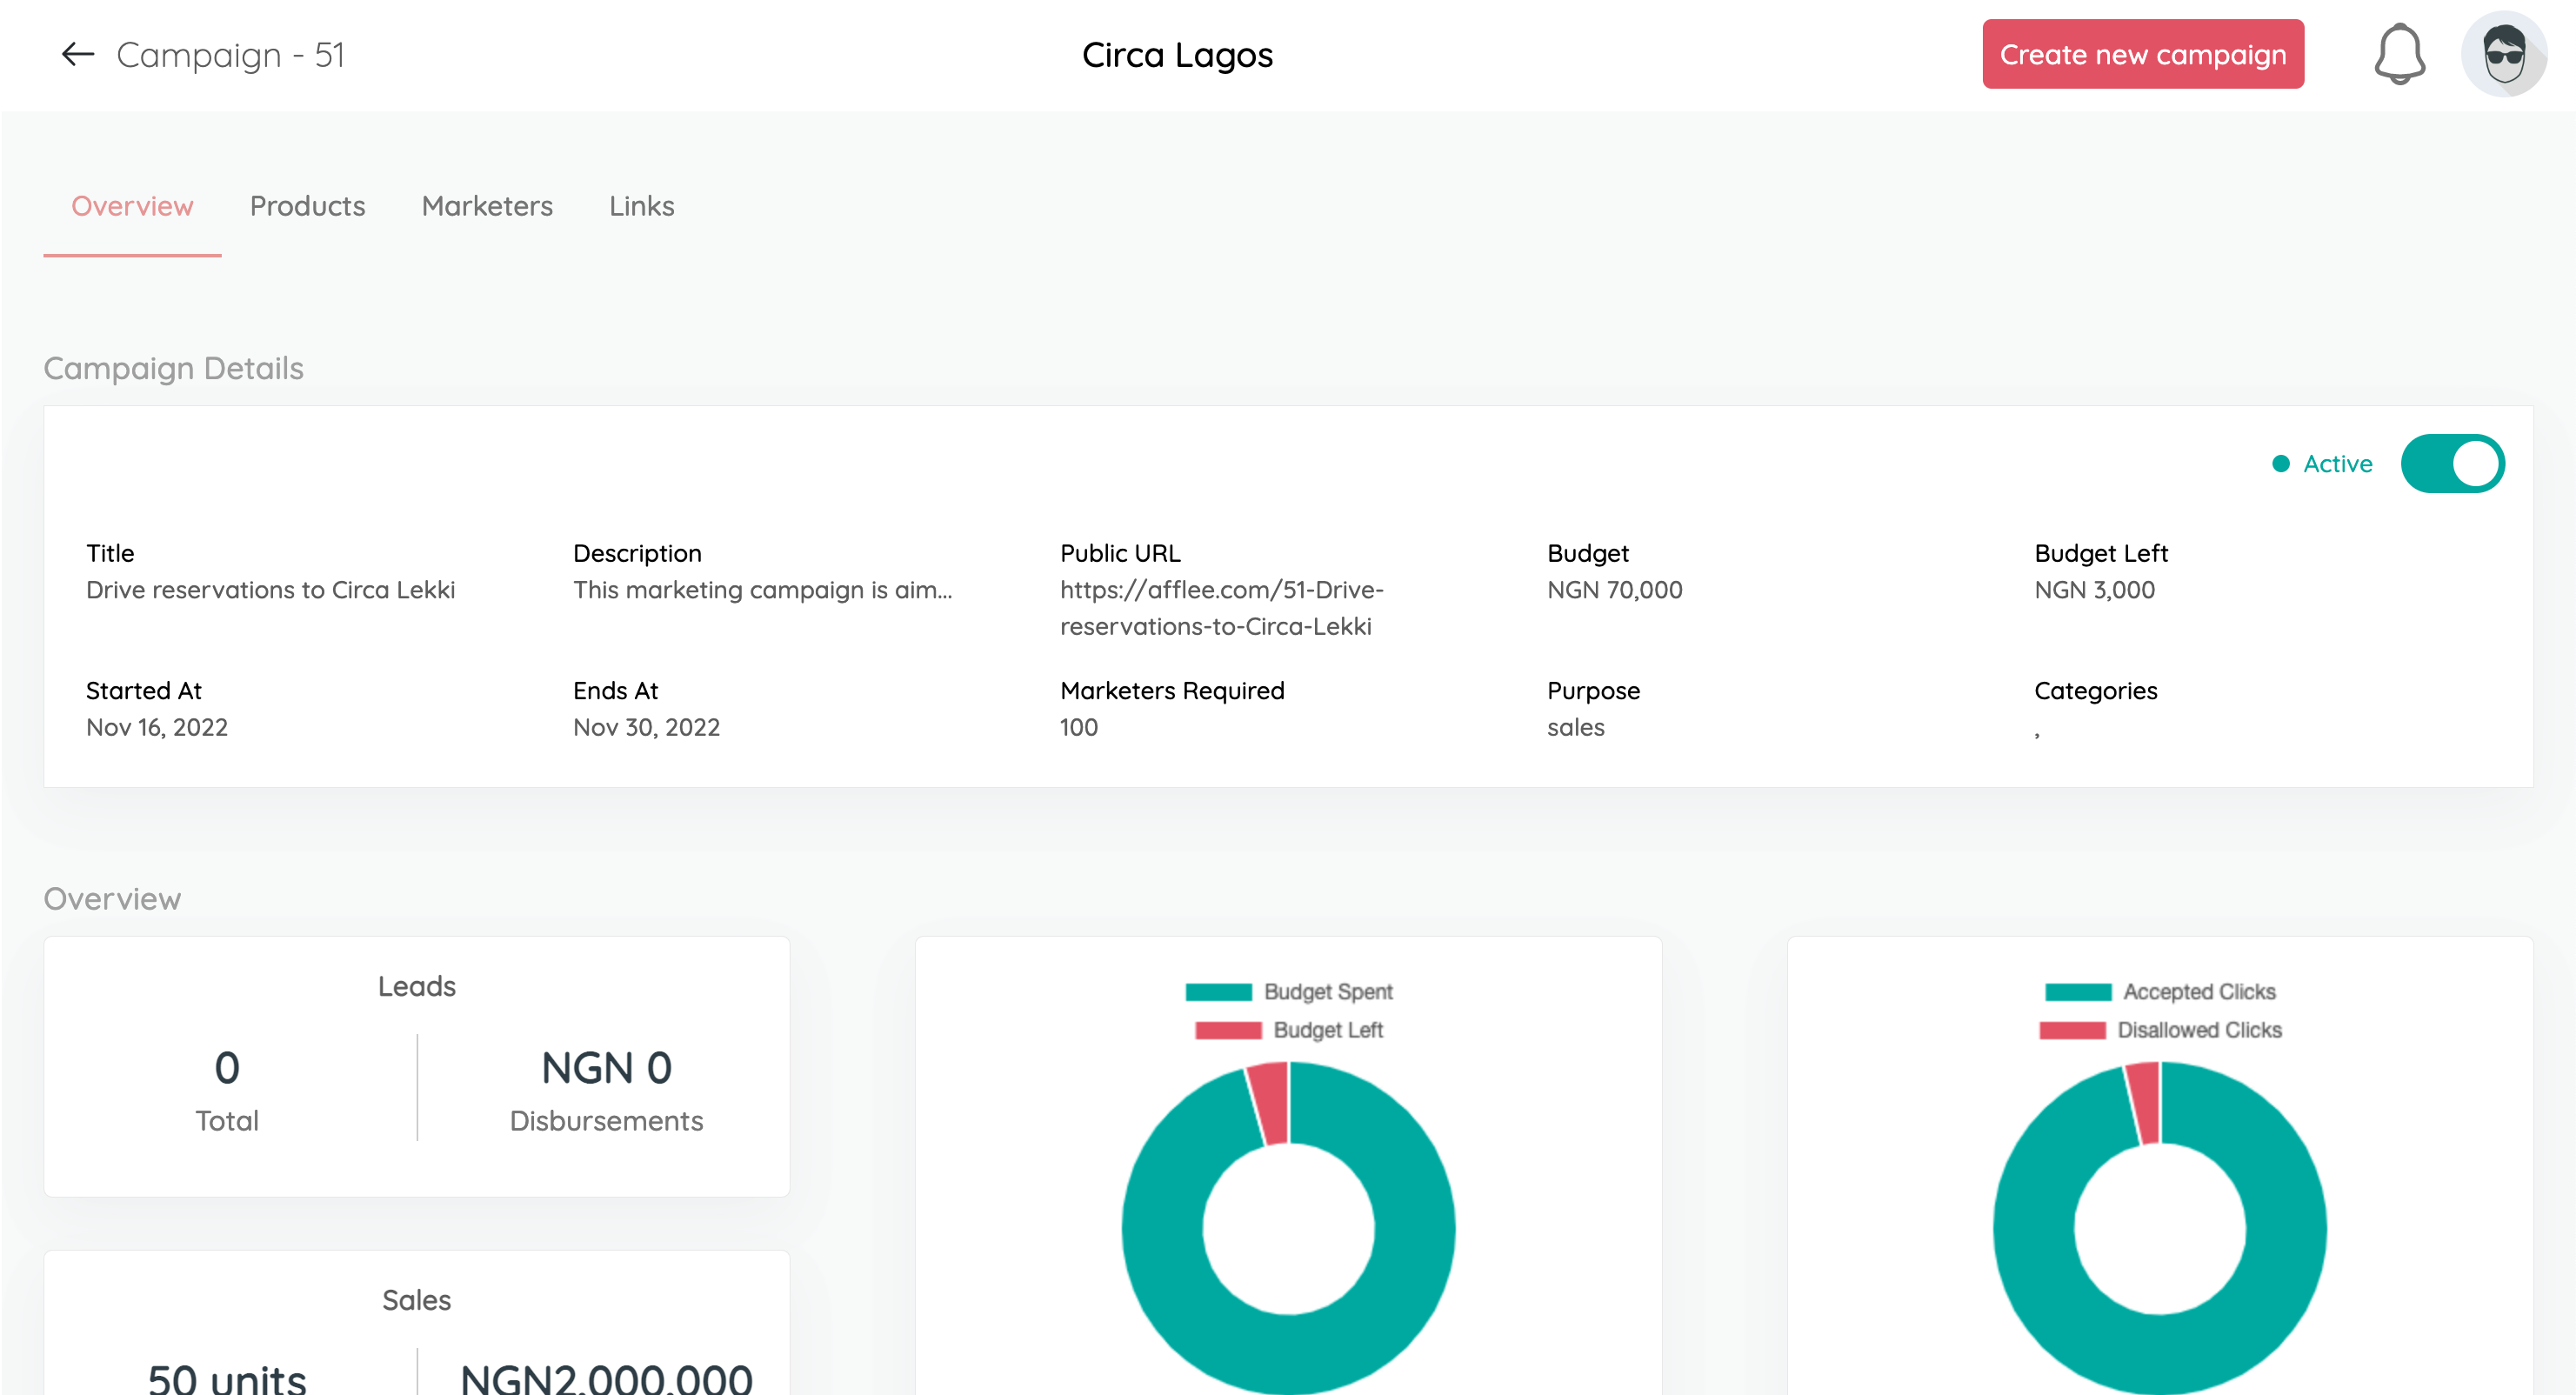 Campaign - 51
Circa Lagos
Create new campaign
Overview
Products
Marketers
Links
Campaign Details
Active
Title
Drive reservations to Circa Lekki
Description
This marketing campaign is aim...
Public URL
https://afflee.com/51-Drive-
reservations-to-Circa-Lekki
Budget
NGN 70,000
Budget Left
NGN 3,000
Started At
Nov 16, 2022
Ends At
Nov 30, 2022
Marketers Required
100
Purpose
sales
Categories
,
Overview
Leads
0
Total
NGN 0
Disbursements
Sales
50 units
NGN2,000,000
Budget Spent
Budget Left
Accepted Clicks
Disallowed Clicks